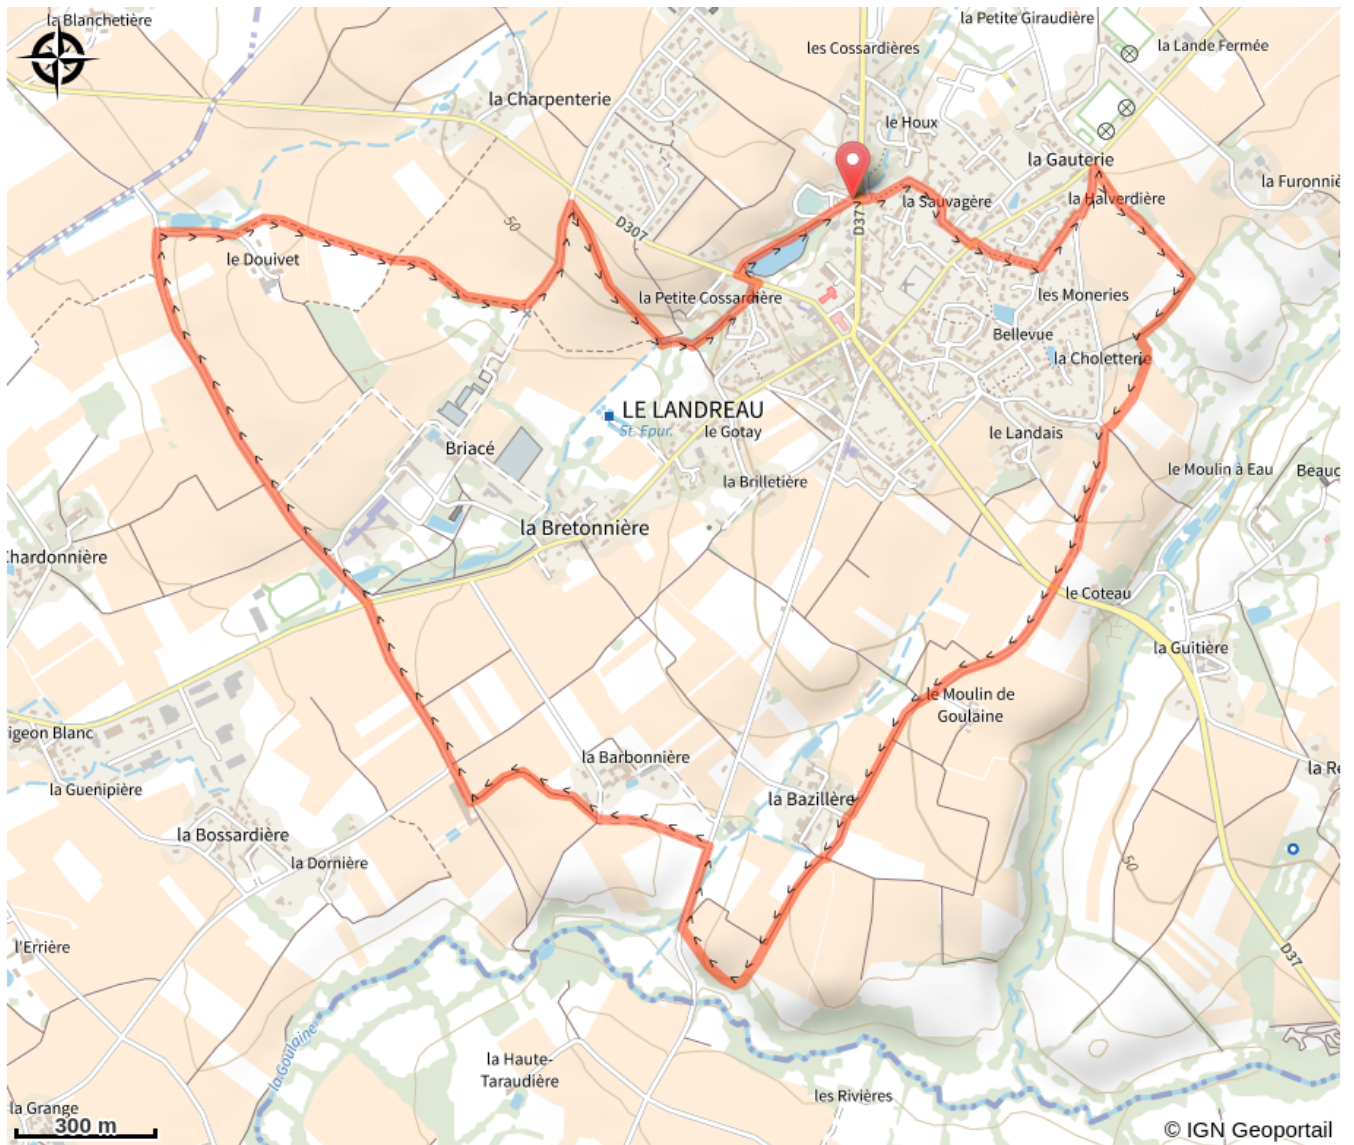 la Blanchetière
la Petite Giraudière
les Cossardières
la Lande Fermée
la Charpenterie
le Houx
la Gauterie
la Furonniè
la Sauvagère
la Halverdière
50
D307
D37
le Douivet
la Petite Cossardière
les Moneries
Bellevue
la Choletterie
LE LANDREAU
St. Epur.
le Gotay
le Landais
Briacé
la Brilletière
le Moulin à Eau
Beauc
la Bretonnière
hardonnière
le Coteau
la Guitière
le Moulin de
Goulaine
igeon Blanc
la Barbonnière
la Re
la Guenipière
la Bazillère
la Bossardière
la Dornière
50
l'Errière
D37
la Goulaine
la Haute-
Taraudière
les Rivières
la Grange
300 m
© IGN Geoportail